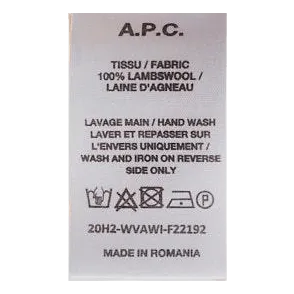 A.P.C.
TISSU / FABRIC
100% LAMBSWOOL /
LAINE D'AGNEAU
LAVAGE MAIN / HAND WASH
LAVER ET REPASSER SUR
L'ENVERS UNIQUEMENT /
WASH AND IRON ON REVERSE
SIDE ONLY
20H2-WVAWI-F22192
MADE IN ROMANIA